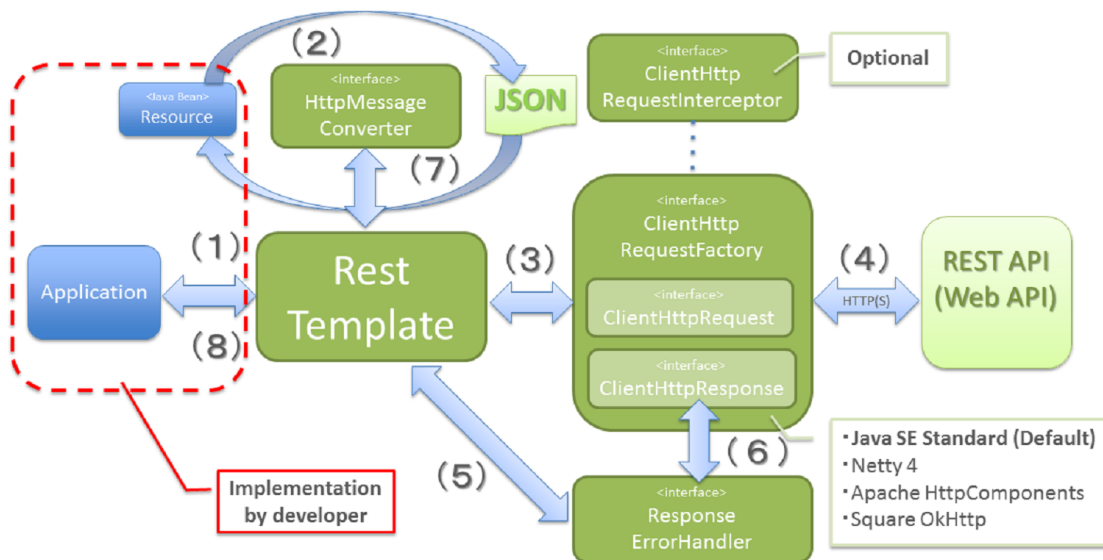 (2)
<Java Bean>
Resource
<interface>
HttpMessage
Converter
JSON
(7)
<interface>
ClientHttp
RequestInterceptor
Optional
Application
(1)
(8)
Rest
Template
(3)
<interface>
ClientHttp
RequestFactory
<interface>
ClientHttpRequest
<interface>
ClientHttpResponse
(4)
HTTP(S)
REST API
(Web API)
(5)
(6)
Implementation
by developer
<interface>
Response
ErrorHandler
・Java SE Standard (Default)
・Netty 4
・Apache HttpComponents
・Square OkHttp